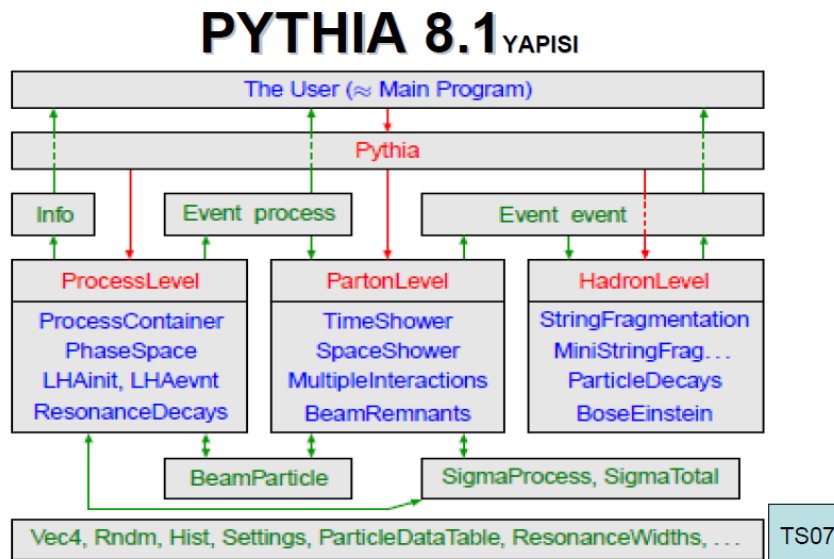 PYTHIA 8.1 YAPISI
The User (≈ Main Program)
Pythia
Info
Event process
Event event
ProcessLevel
ProcessContainer
PhaseSpace
LHAinit, LHAevnt
ResonanceDecays
PartonLevel
TimeShower
SpaceShower
MultipleInteractions
BeamRemnants
HadronLevel
StringFragmentation
MiniStringFrag...
ParticleDecays
BoseEinstein
BeamParticle
SigmaProcess, SigmaTotal
Vec4, Rndm, Hist, Settings, ParticleDataTable, ResonanceWidths, ...
TS07